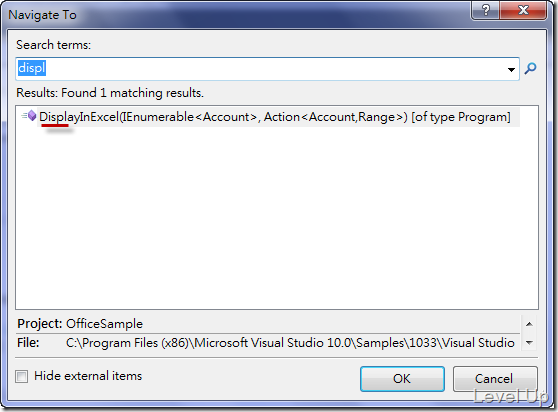 Navigate To
Search terms:
displ
Results: Found 1 matching results.
DisplayInExcel(IEnumerable<Account>, Action<Account,Range>) [of type Program]
Project: OfficeSample
File: C:\Program Files (x86)\Microsoft Visual Studio 10.0\Samples\1033\Visual Studio
Hide external items
OK
Cancel
Level Up